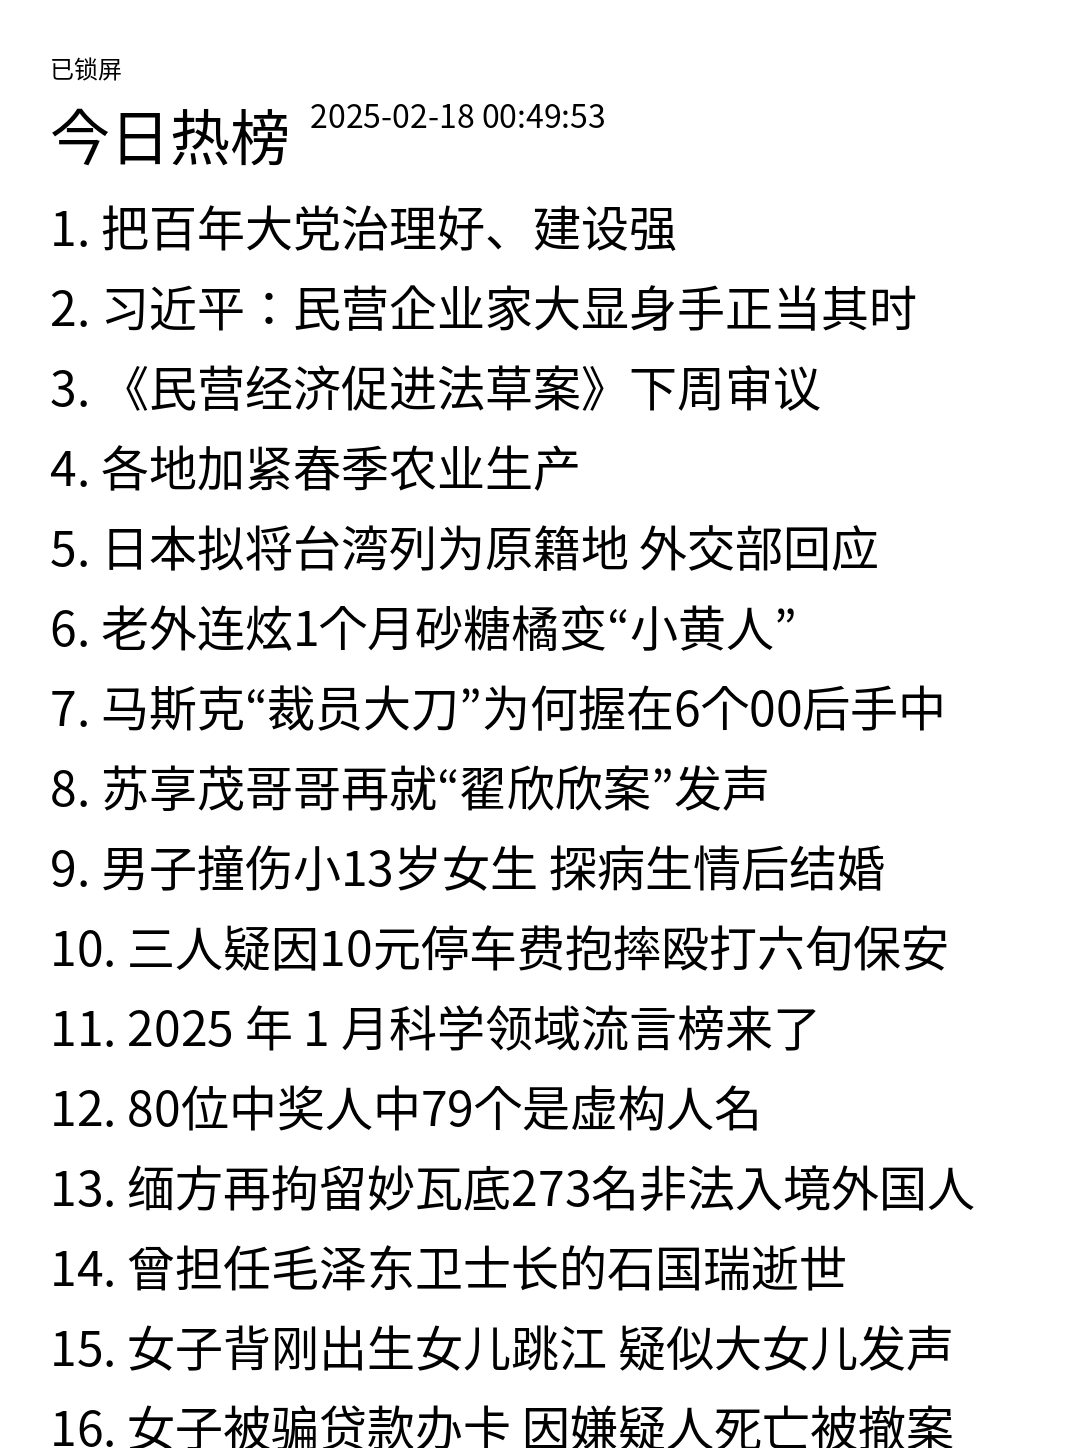 已锁屏
今日热榜 2025-02-18 00:49:53
1. 把百年大党治理好、建设强
2. 习近平：民营企业家大显身手正当其时
3. 《民营经济促进法草案》下周审议
4. 各地加紧春季农业生产
5. 日本拟将台湾列为原籍地 外交部回应
6. 老外连炫1个月砂糖橘变“小黄人”
7. 马斯克“裁员大刀”为何握在6个00后手中
8. 苏享茂哥哥再就“翟欣欣案”发声
9. 男子撞伤小13岁女生 探病生情后结婚
10. 三人疑因10元停车费抱摔殴打六旬保安
11. 2025 年 1 月科学领域流言榜来了
12. 80位中奖人中79个是虚构人名
13. 缅方再拘留妙瓦底273名非法入境外国人
14. 曾担任毛泽东卫士长的石国瑞逝世
15. 女子背刚出生女儿跳江 疑似大女儿发声
16. 女子被骗贷款办卡 因嫌疑人死亡被撤案